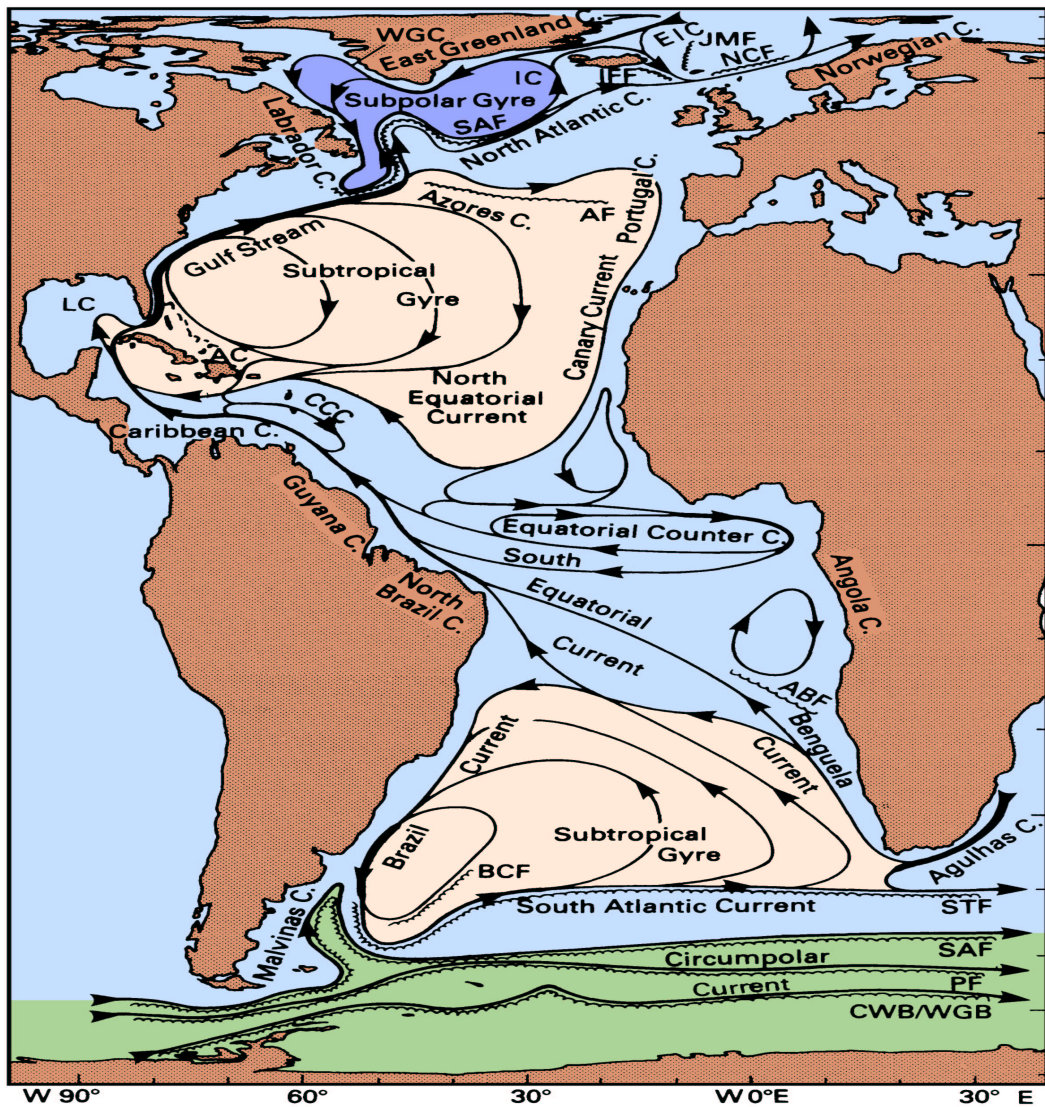 WGC
East Greenland C.
EIC
JMF
NCF
Norwegian C.
IC
IFF
Subpolar Gyre
SAF
Labrador C.
North Atlantic C.
Azores C.
AF
Portugal C.
Gulf Stream
Subtropical
Gyre
LC
AC
Canary Current
North
Equatorial
Current
CCC
Caribbean C.
Guyana C.
Equatorial Counter C.
South
Equatorial
Current
North
Brazil C.
Angola C.
ABF
Benguela
Current
Current
Brazil
Subtropical
Gyre
BCF
Agulhas C.
South Atlantic Current
STF
Malvinas C.
SAF
Circumpolar
Current
PF
CWB/WGB
W 90° 60° 30° W 0° E 30° E